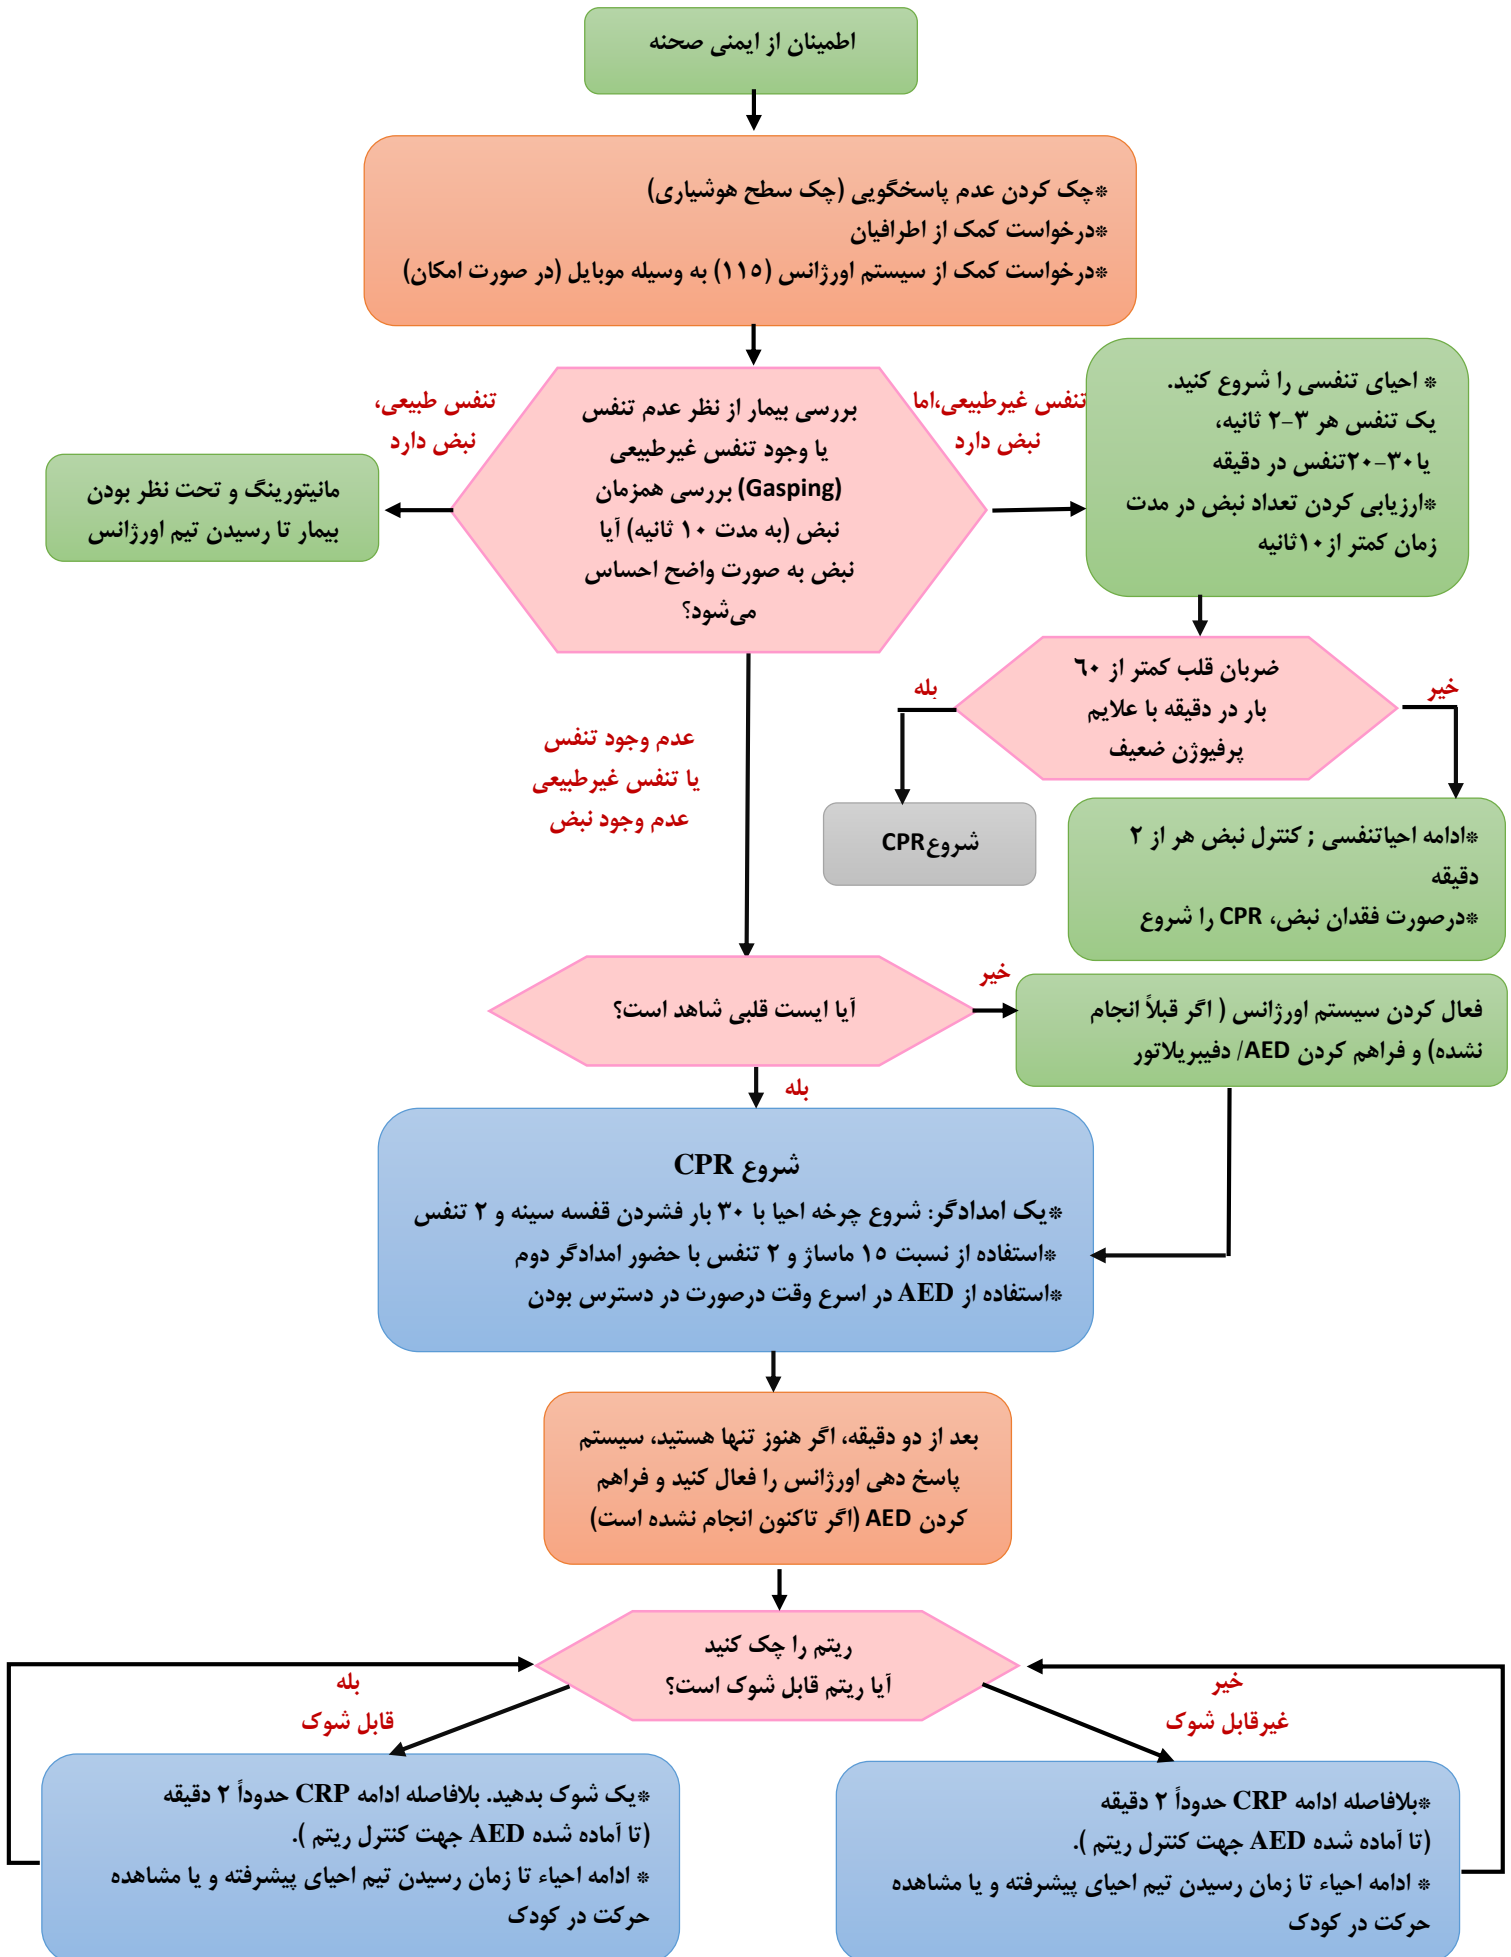 اطمینان از ایمنی صحنه
*چک کردن عدم پاسخگویی (چک سطح هوشیاری)
*درخواست کمک از اطرافیان
*درخواست کمک از سیستم اورژانس (۱۱۵) به وسیله موبایل (در صورت امکان)
بررسی بیمار از نظر عدم تنفس
یا وجود تنفس غیرطبیعی
(Gasping) بررسی همزمان
نبض (به مدت ۱۰ ثانیه) آیا
نبض به صورت واضح احساس
می‌شود؟
تنفس غیرطبیعی،اما
نبض دارد
تنفس طبیعی،
نبض دارد
* احیای تنفسی را شروع کنید.
یک تنفس هر ۳-۲ ثانیه،
یا۳۰-۲۰تنفس در دقیقه
*ارزیابی کردن تعداد نبض در مدت
زمان کمتر از۱۰ثانیه
مانیتورینگ و تحت نظر بودن
بیمار تا رسیدن تیم اورژانس
ضربان قلب کمتر از ۶۰
بار در دقیقه با علایم
پرفیوژن ضعیف
خیر
بله
شروعCPR
*ادامه احیاتنفسی ; کنترل نبض هر از ۲
دقیقه
*درصورت فقدان نبض، CPR را شروع
عدم وجود تنفس
یا تنفس غیرطبیعی
عدم وجود نبض
آیا ایست قلبی شاهد است؟
خیر
فعال کردن سیستم اورژانس ( اگر قبلاً انجام
نشده) و فراهم کردن AED/ دفیبریلاتور
بله
شروع CPR
*یک امدادگر: شروع چرخه احیا با ۳۰ بار فشردن قفسه سینه و ۲ تنفس
*استفاده از نسبت ۱۵ ماساژ و ۲ تنفس با حضور امدادگر دوم
*استفاده از AED در اسرع وقت درصورت در دسترس بودن
بعد از دو دقیقه، اگر هنوز تنها هستید، سیستم
پاسخ دهی اورژانس را فعال کنید و فراهم
کردن AED (اگر تاکنون انجام نشده است)
ریتم را چک کنید
آیا ریتم قابل شوک است؟
خیر
غیرقابل شوک
بله
قابل شوک
*بلافاصله ادامه CRP حدوداً ۲ دقیقه
(تا آماده شده AED جهت کنترل ریتم ).
* ادامه احیاء تا زمان رسیدن تیم احیای پیشرفته و یا مشاهده
حرکت در کودک
*یک شوک بدهید. بلافاصله ادامه CRP حدوداً ۲ دقیقه
(تا آماده شده AED جهت کنترل ریتم ).
* ادامه احیاء تا زمان رسیدن تیم احیای پیشرفته و یا مشاهده
حرکت در کودک